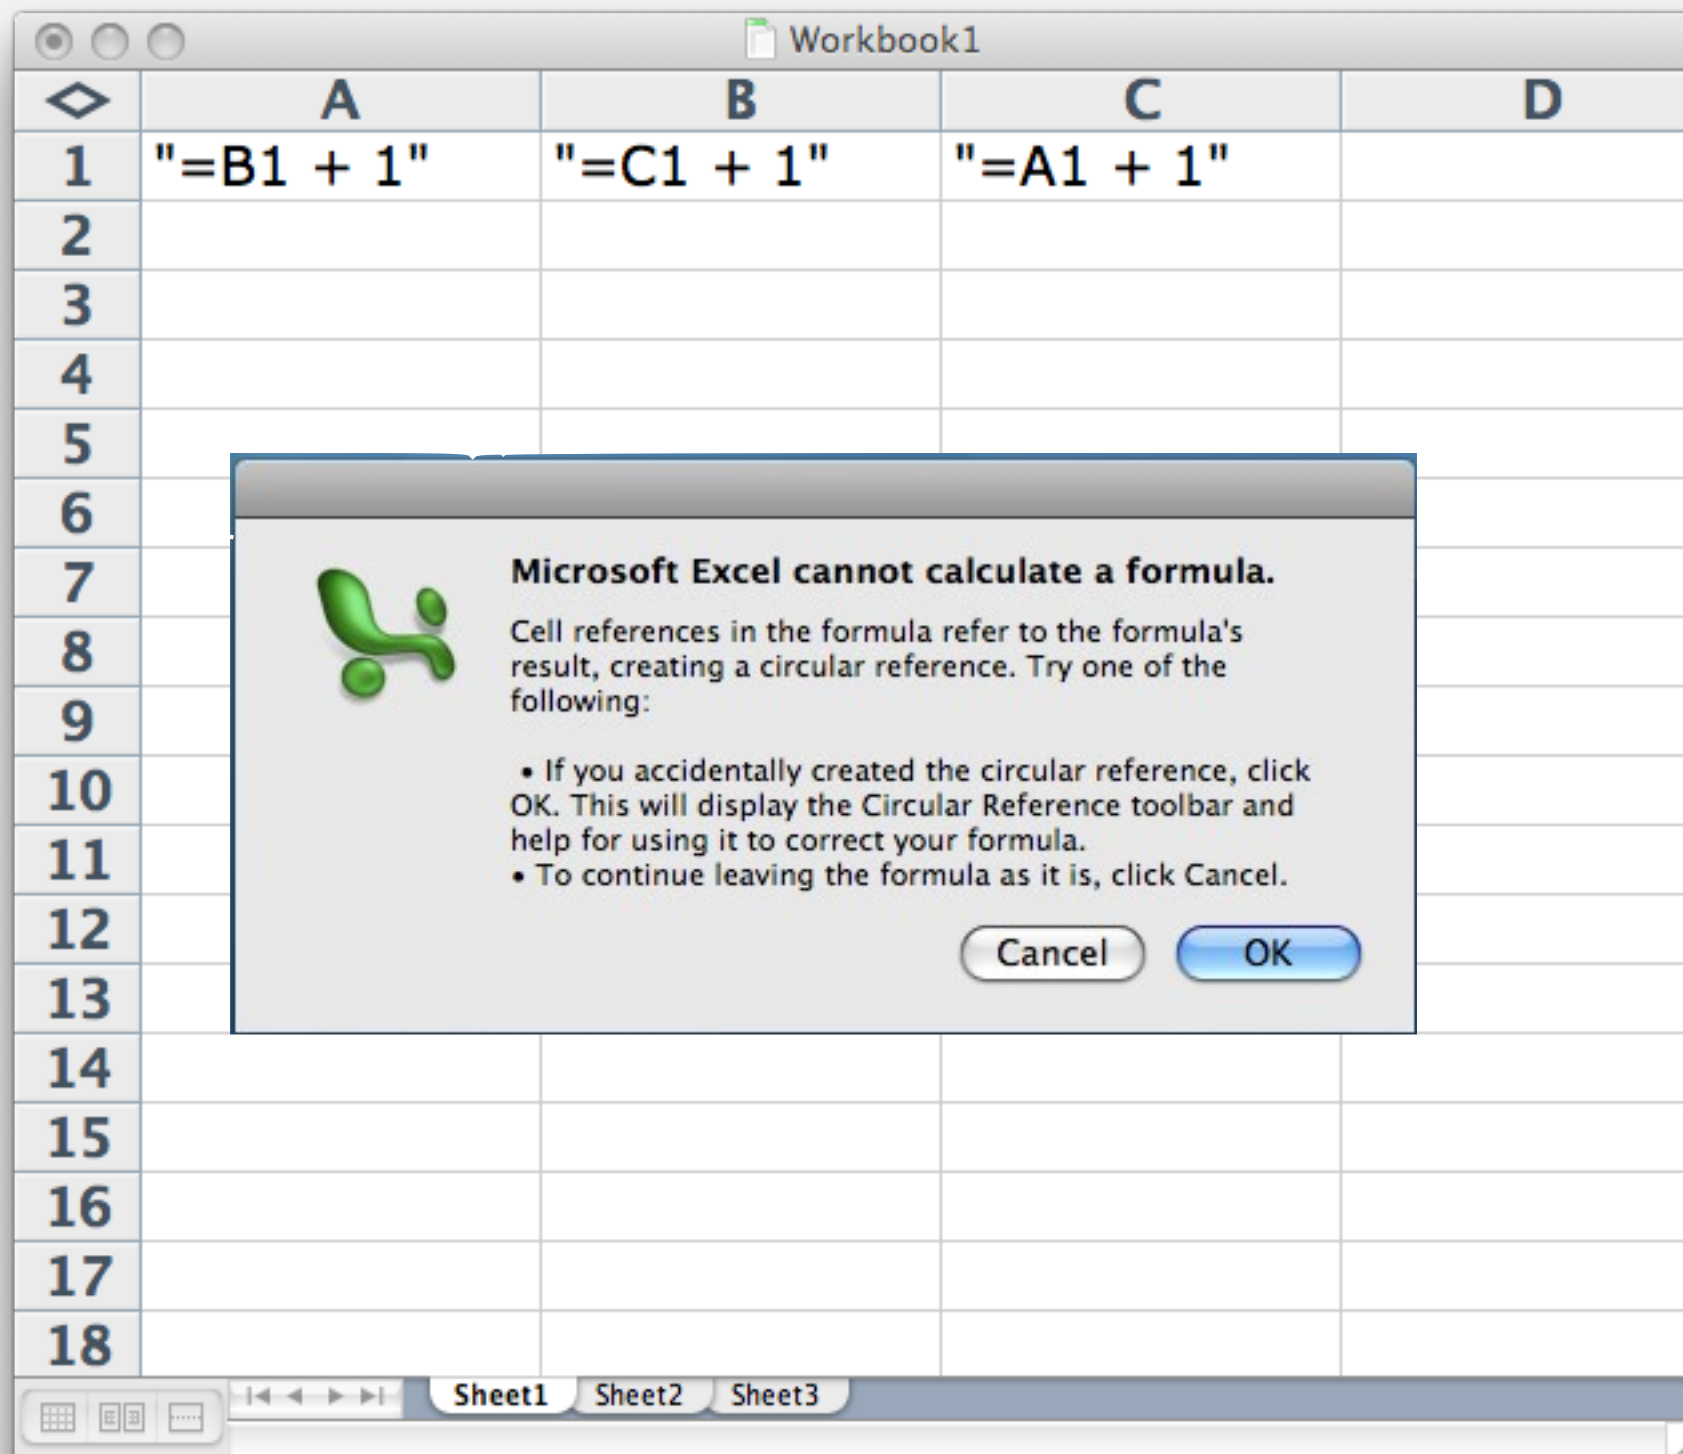 Workbook1
A B C D
1 "=B1 + 1" "=C1 + 1" "=A1 + 1"
2
3
4
5
6
7
8
9
10
11
12
13
14
15
16
17
18
Microsoft Excel cannot calculate a formula.
Cell references in the formula refer to the formula's
result, creating a circular reference. Try one of the
following:
• If you accidentally created the circular reference, click
OK. This will display the Circular Reference toolbar and
help for using it to correct your formula.
• To continue leaving the formula as it is, click Cancel.
Cancel OK
Sheet1 Sheet2 Sheet3